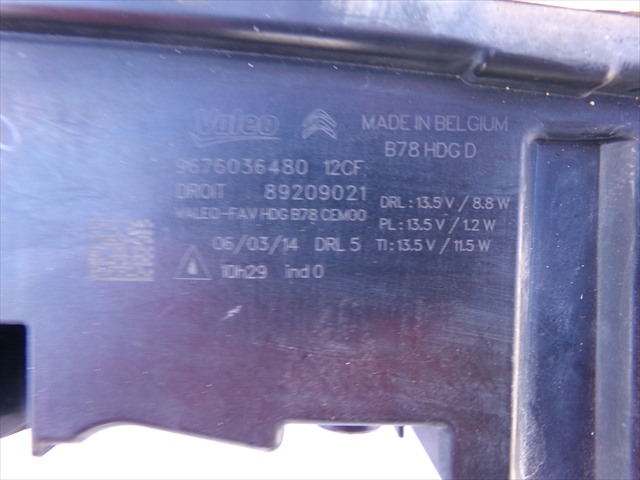 Valeo
MADE IN BELGIUM
B78 HDG D
9676036480 12CF
DROIT 89209021
VALEO-FAV HDG B78 CEM00
DRL : 13.5 V / 8.8 W
PL : 13.5 V / 1.2 W
TI : 13.5 V / 11.5 W
06/03/14 DRL 5
10h29 ind 0